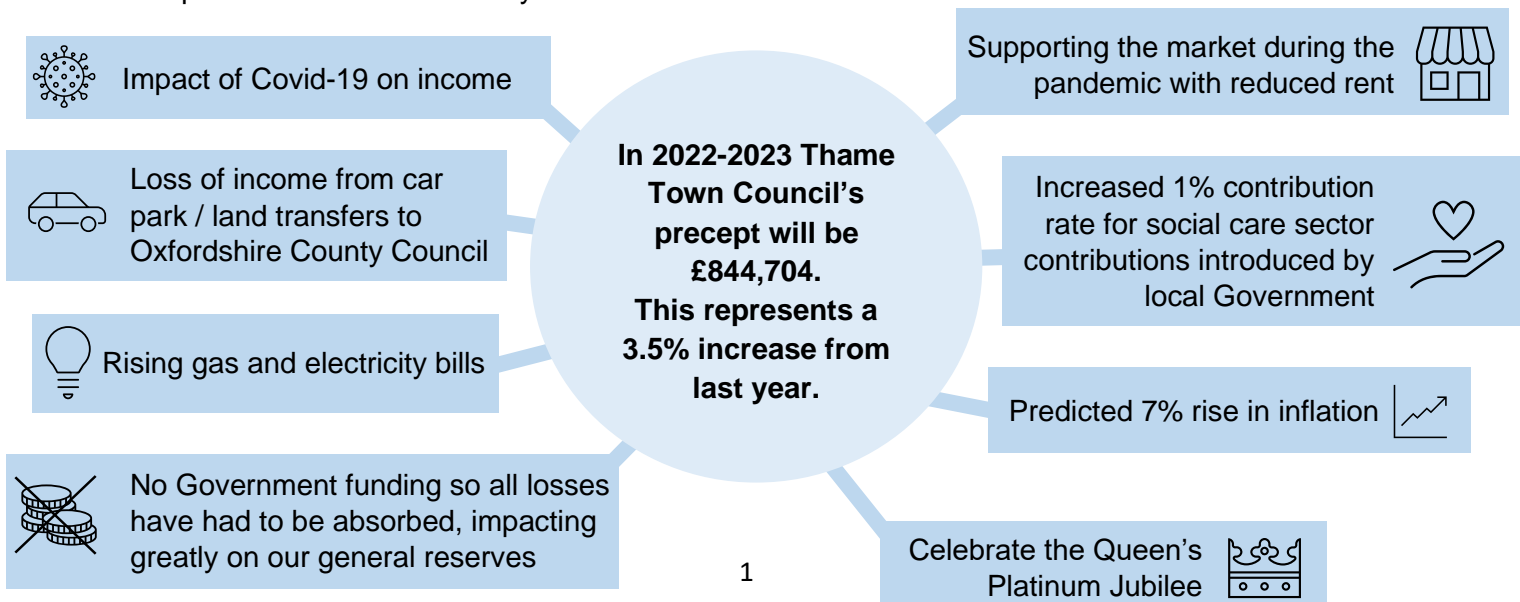 Impact of Covid-19 on income
Loss of income from car
park / land transfers to
Oxfordshire County Council
Rising gas and electricity bills
No Government funding so all losses
have had to be absorbed, impacting
greatly on our general reserves
In 2022-2023 Thame
Town Council’s
precept will be
£844,704.
This represents a
3.5% increase from
last year.
Supporting the market during the
pandemic with reduced rent
Increased 1% contribution
rate for social care sector
contributions introduced by
local Government
Predicted 7% rise in inflation
Celebrate the Queen’s
Platinum Jubilee
1